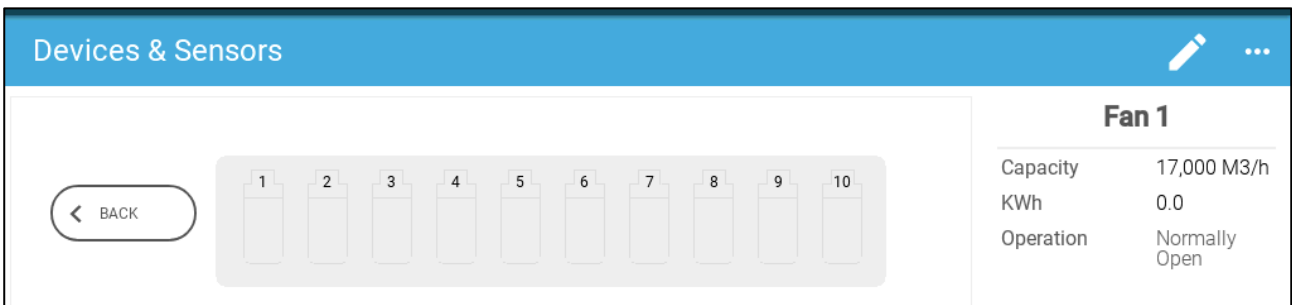 Devices & Sensors
BACK
1 2 3 4 5 6 7 8 9 10
Fan 1
Capacity 17,000 M3/h
KWh 0.0
Operation Normally
Open